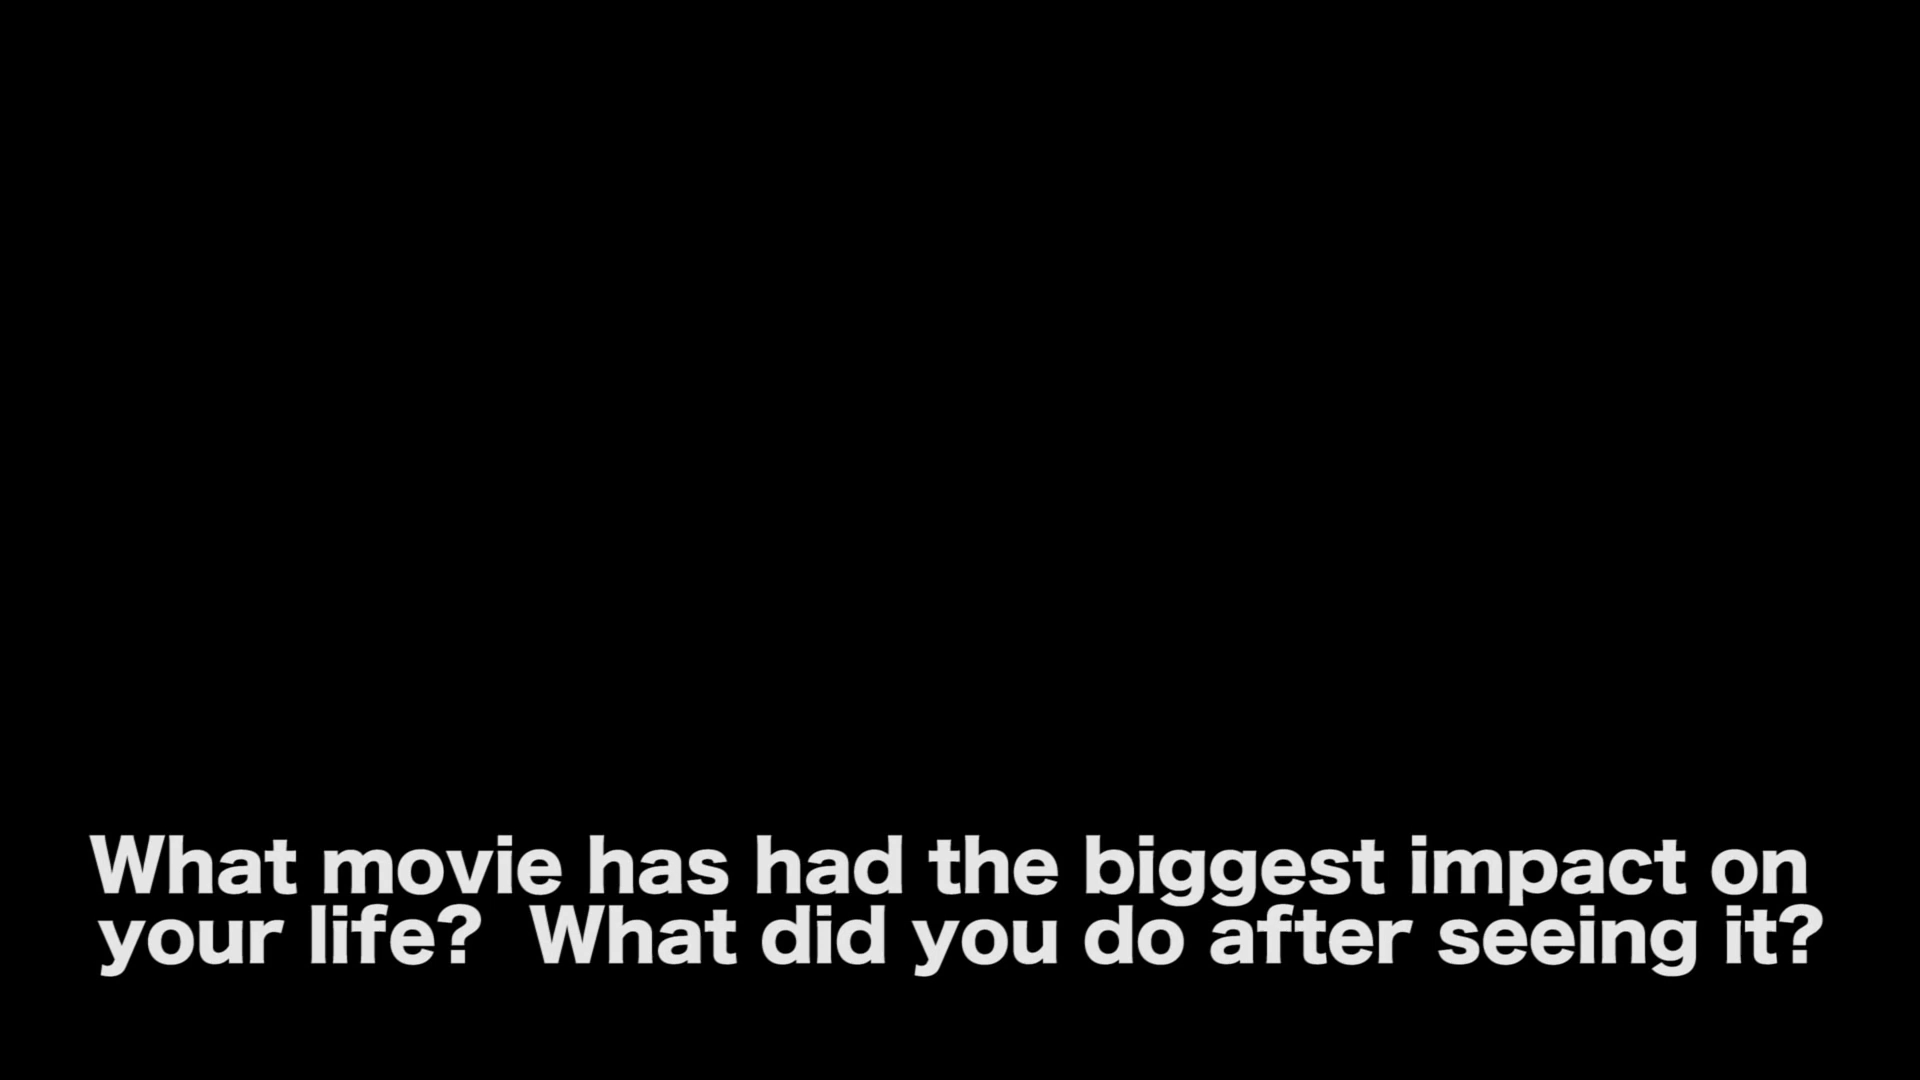 What movie has had the biggest impact on
your life?  What did you do after seeing it?